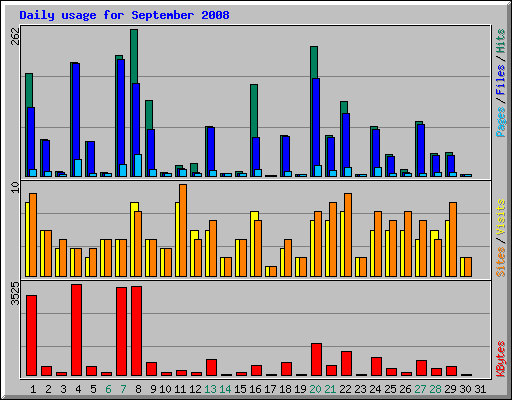 Daily usage for September 2008
262
Pages / Files / Hits
10
Sites / Visits
3525
KBytes
1 2 3 4 5 6 7 8 9 10 11 12 13 14 15 16 17 18 19 20 21 22 23 24 25 26 27 28 29 30 31